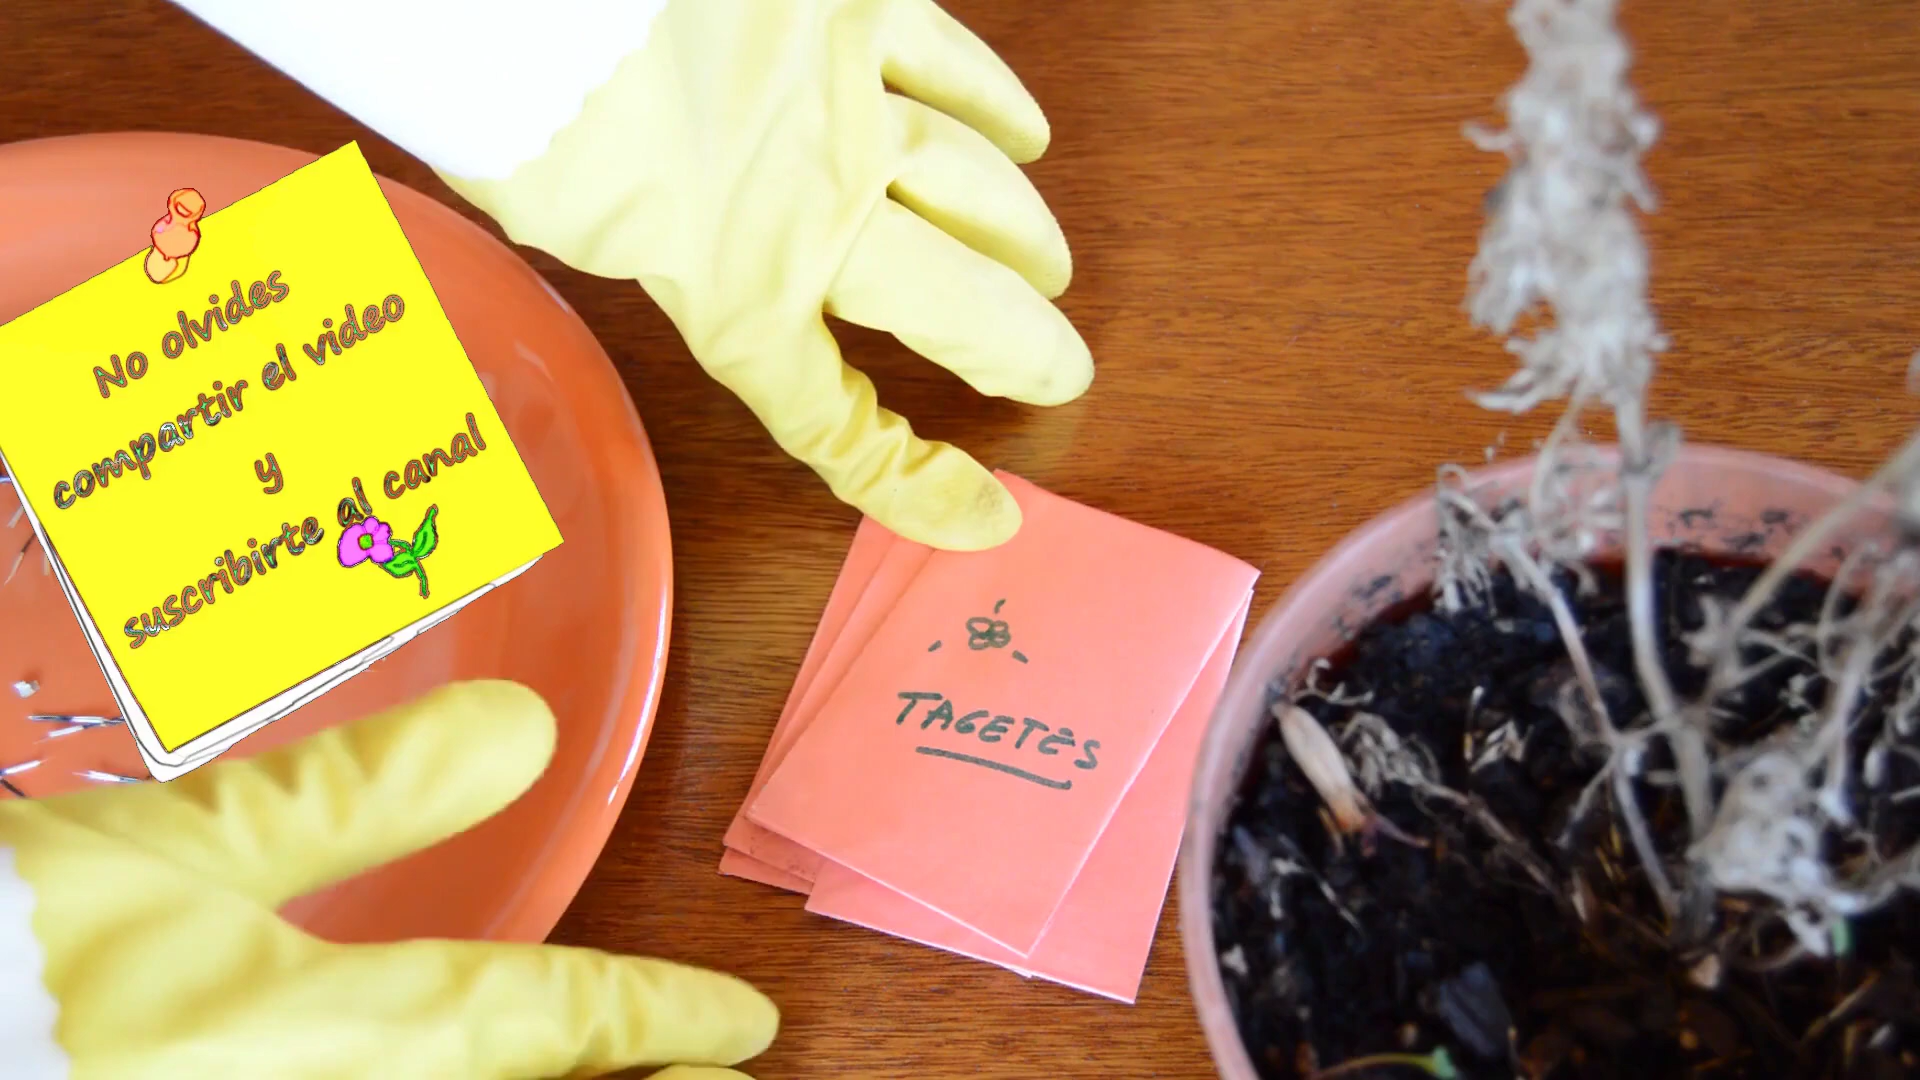 No olvides
compartir el video
y
suscribirte al canal
TAGETES